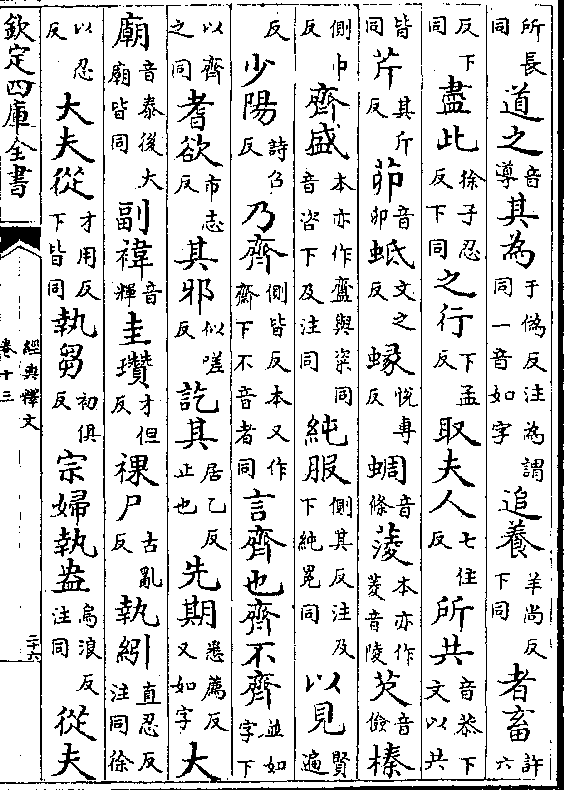 所長同道之音導其為于偽反注為謂同一音如字追養羊尚反下同者畜許六
反下同盡此徐子忍反下同之行下孟反取夫人七住反所共音恭下文以共
皆同芹其斤反茆音卯蚳文之反蝝悅專反蜩音條蔆本亦作菱音陵芡音儉榛
側巾反齊盛本亦作齍與粢同音咨下及注同純服側其反注及下純冕同以見賢遍
反少陽詩召反乃齊側皆反本又作齋下不音者同言齊也齊不齊並如字下
以齊之同耆欲市志反其邪似嗟反訖其居乙反止也先期悉薦反又如字大
廟音泰後大廟皆同副褘音輝圭瓚才但反祼尸古亂反執紖直忍反注同徐
以忍反大夫從才用反下皆同執芻初俱反宗婦執盎烏浪反注同從夫
欽定四庫全書
經典釋文
卷十三
二十六